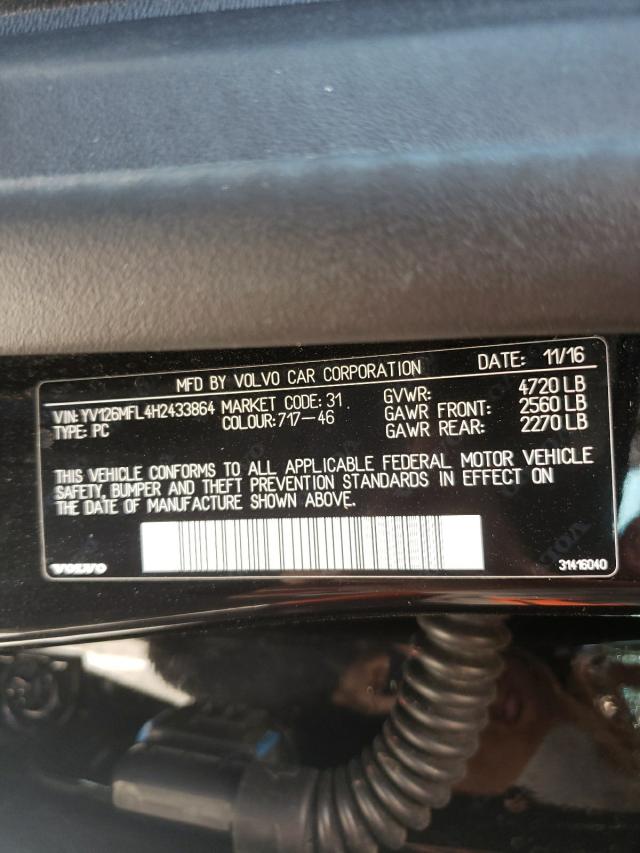 MFD BY VOLVO CAR CORPORATION DATE: 11/16
VIN: YV126MFL4H2433864 MARKET CODE: 31 GVWR: 4720 LB
TYPE: PC COLOUR: 717-46 GAWR FRONT: 2560 LB
GAWR REAR: 2270 LB
THIS VEHICLE CONFORMS TO ALL APPLICABLE FEDERAL MOTOR VEHICLE
SAFETY, BUMPER AND THEFT PREVENTION STANDARDS IN EFFECT ON
THE DATE OF MANUFACTURE SHOWN ABOVE.
VOLVO 31416040